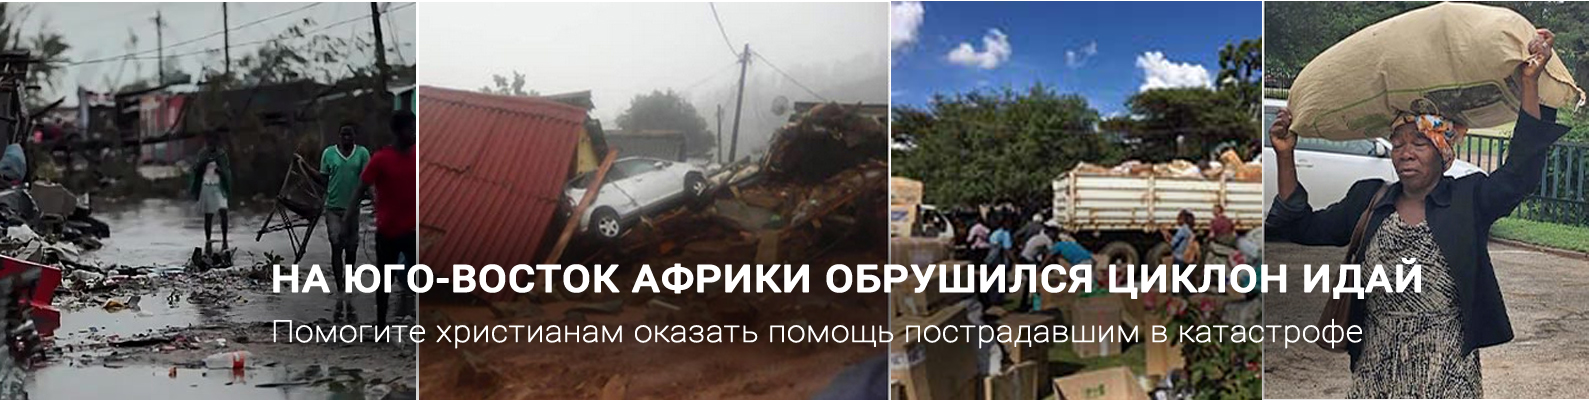 НА ЮГО-ВОСТОК АФРИКИ ОБРУШИЛСЯ ЦИКЛОН ИДАЙ
Помогите христианам оказать помощь пострадавшим в катастрофе